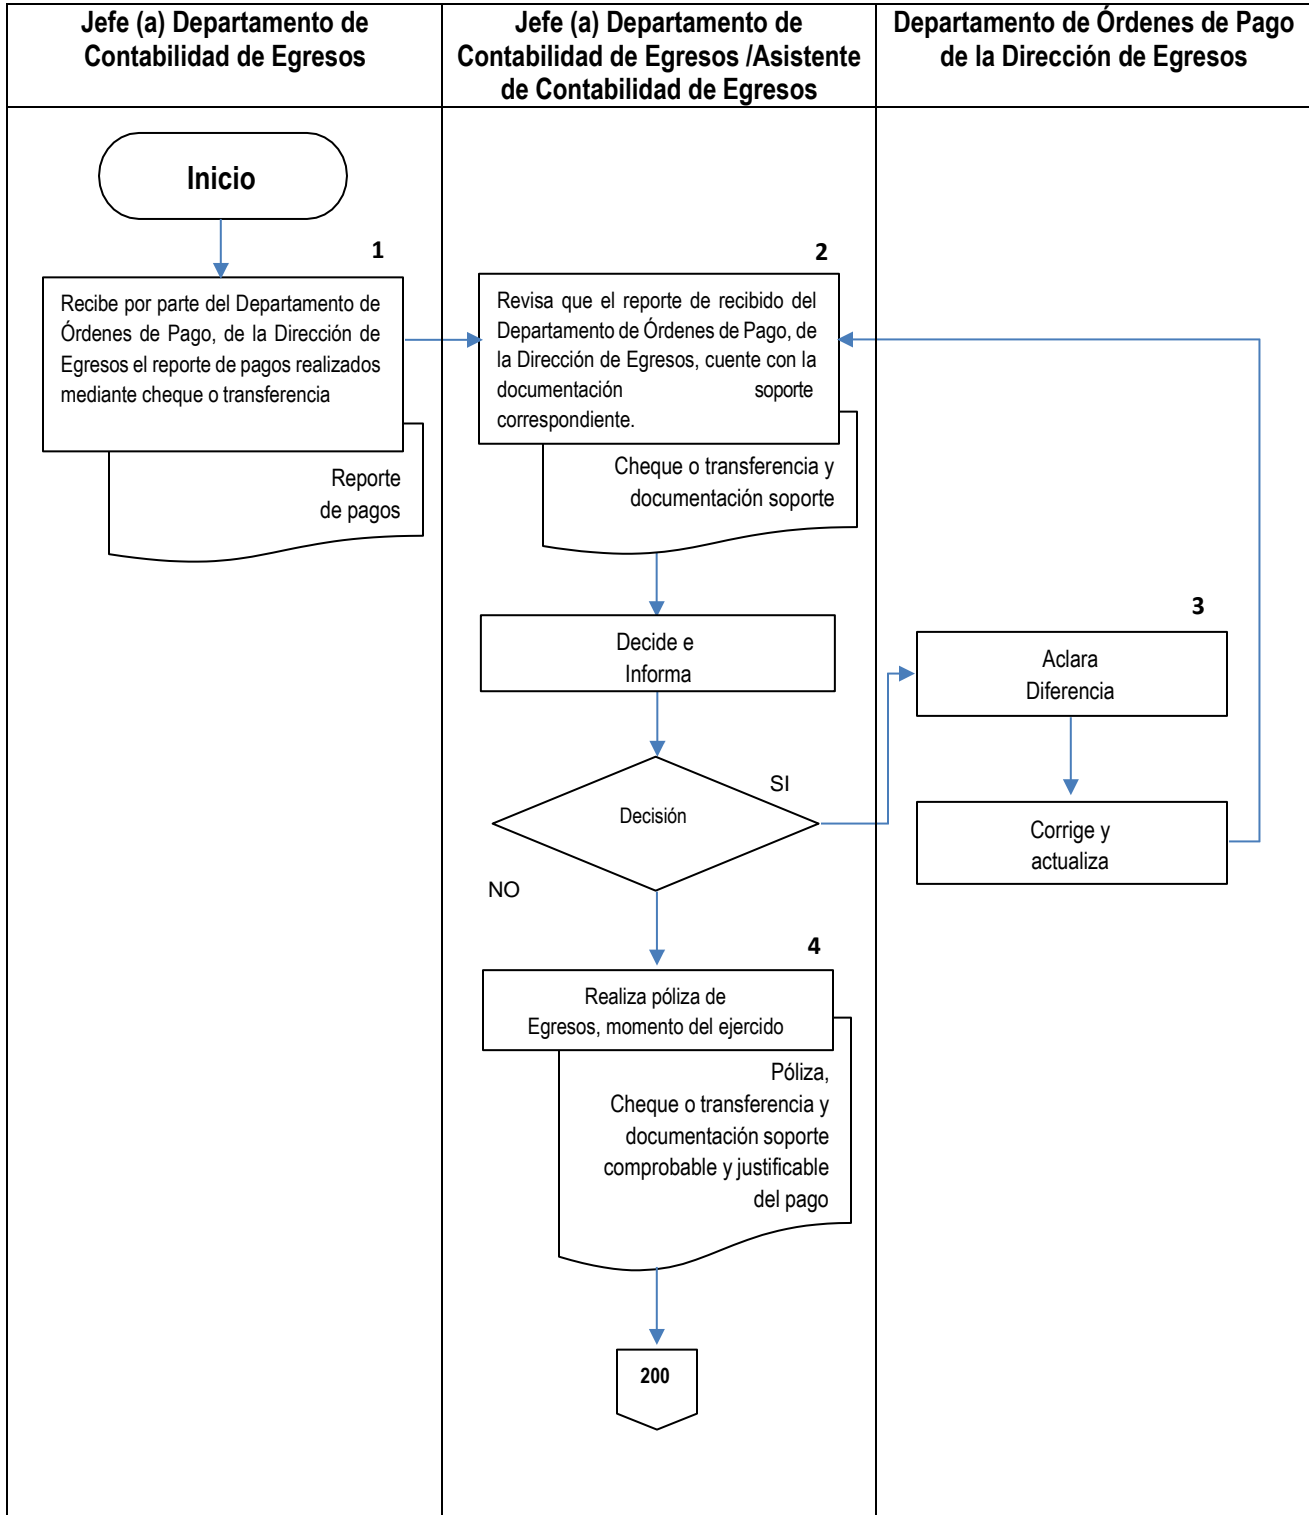 Jefe (a) Departamento de
Contabilidad de Egresos
Jefe (a) Departamento de
Contabilidad de Egresos /Asistente
de Contabilidad de Egresos
Departamento de Órdenes de Pago
de la Dirección de Egresos
Inicio
1
Recibe por parte del Departamento de
Órdenes de Pago, de la Dirección de
Egresos el reporte de pagos realizados
mediante cheque o transferencia
Reporte
de pagos
2
Revisa que el reporte de recibido del
Departamento de Órdenes de Pago, de
la Dirección de Egresos, cuente con la
documentación soporte
correspondiente.
Cheque o transferencia y
documentación soporte
Decide e
Informa
Decisión
SI
NO
3
Aclara
Diferencia
Corrige y
actualiza
4
Realiza póliza de
Egresos, momento del ejercido
Póliza,
Cheque o transferencia y
documentación soporte
comprobable y justificable
del pago
200